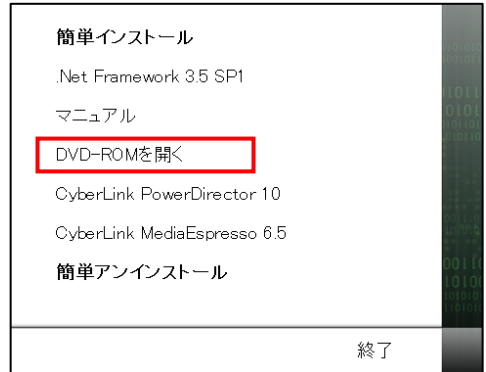 簡単インストール
.Net Framework 3.5 SP1
マニュアル
DVD-ROMを開く
CyberLink PowerDirector 10
CyberLink MediaEspresso 6.5
簡単アンインストール
終了